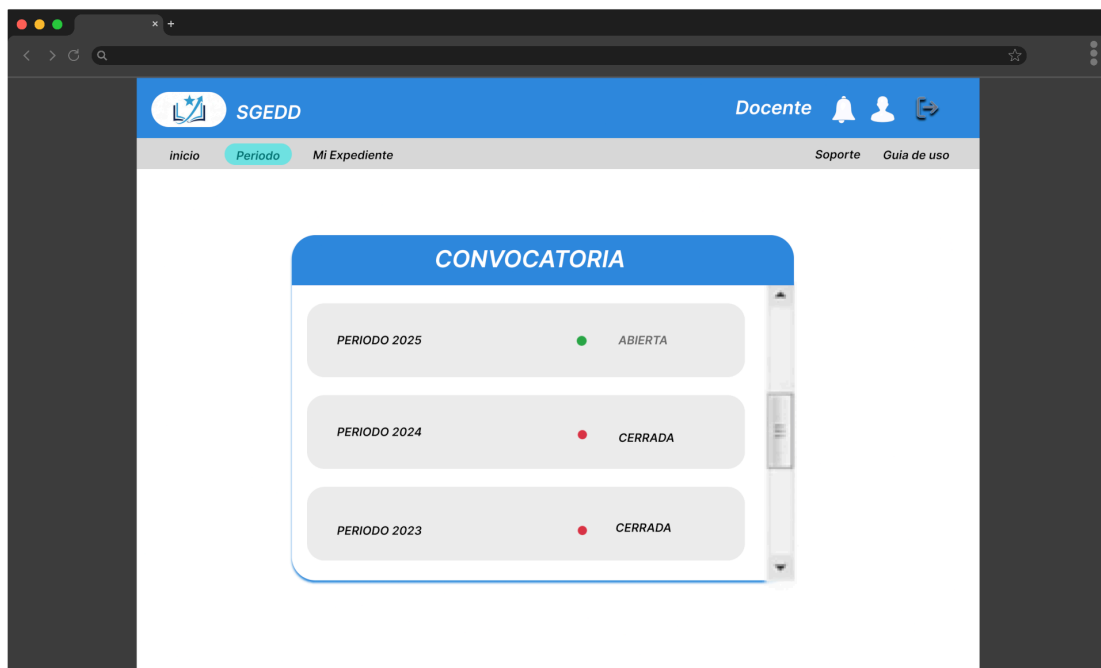 SGEDD Docente
inicio Periodo Mi Expediente Soporte Guia de uso
CONVOCATORIA
PERIODO 2025 ABIERTA
PERIODO 2024 CERRADA
PERIODO 2023 CERRADA